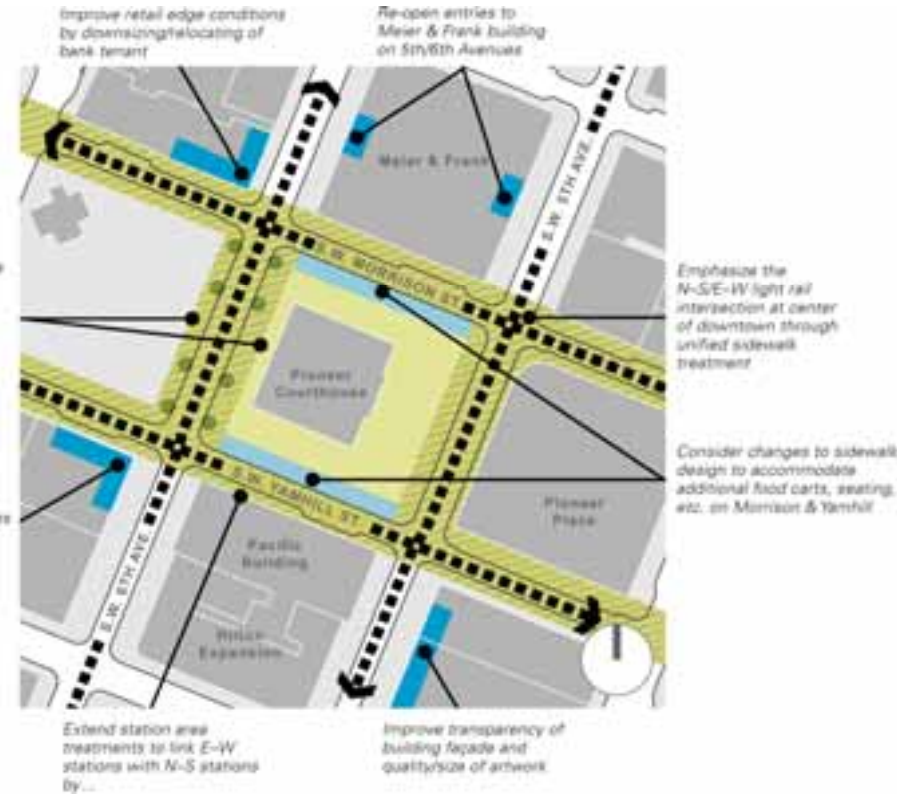 Improve retail edge conditions
by downsizing/relocating of
bank tenant
Re-open entries to
Meier & Frank building
on 5th/6th Avenues
Meier & Frank
S.W. 5TH AVE.
S.W. MORRISON ST.
Emphasize the
N–S/E–W light rail
intersection at center
of downtown through
unified sidewalk
treatment
Pioneer
Courthouse
Consider changes to sidewalk
design to accommodate
additional food carts, seating,
etc. on Morrison & Yamhill
S.W. YAMHILL ST.
Pioneer
Place
Pacific
Building
S.W. 6TH AVE.
Expansion
Extend station area
treatments to link E–W
stations with N–S stations
by...
Improve transparency of
building façade and
quality/size of artwork